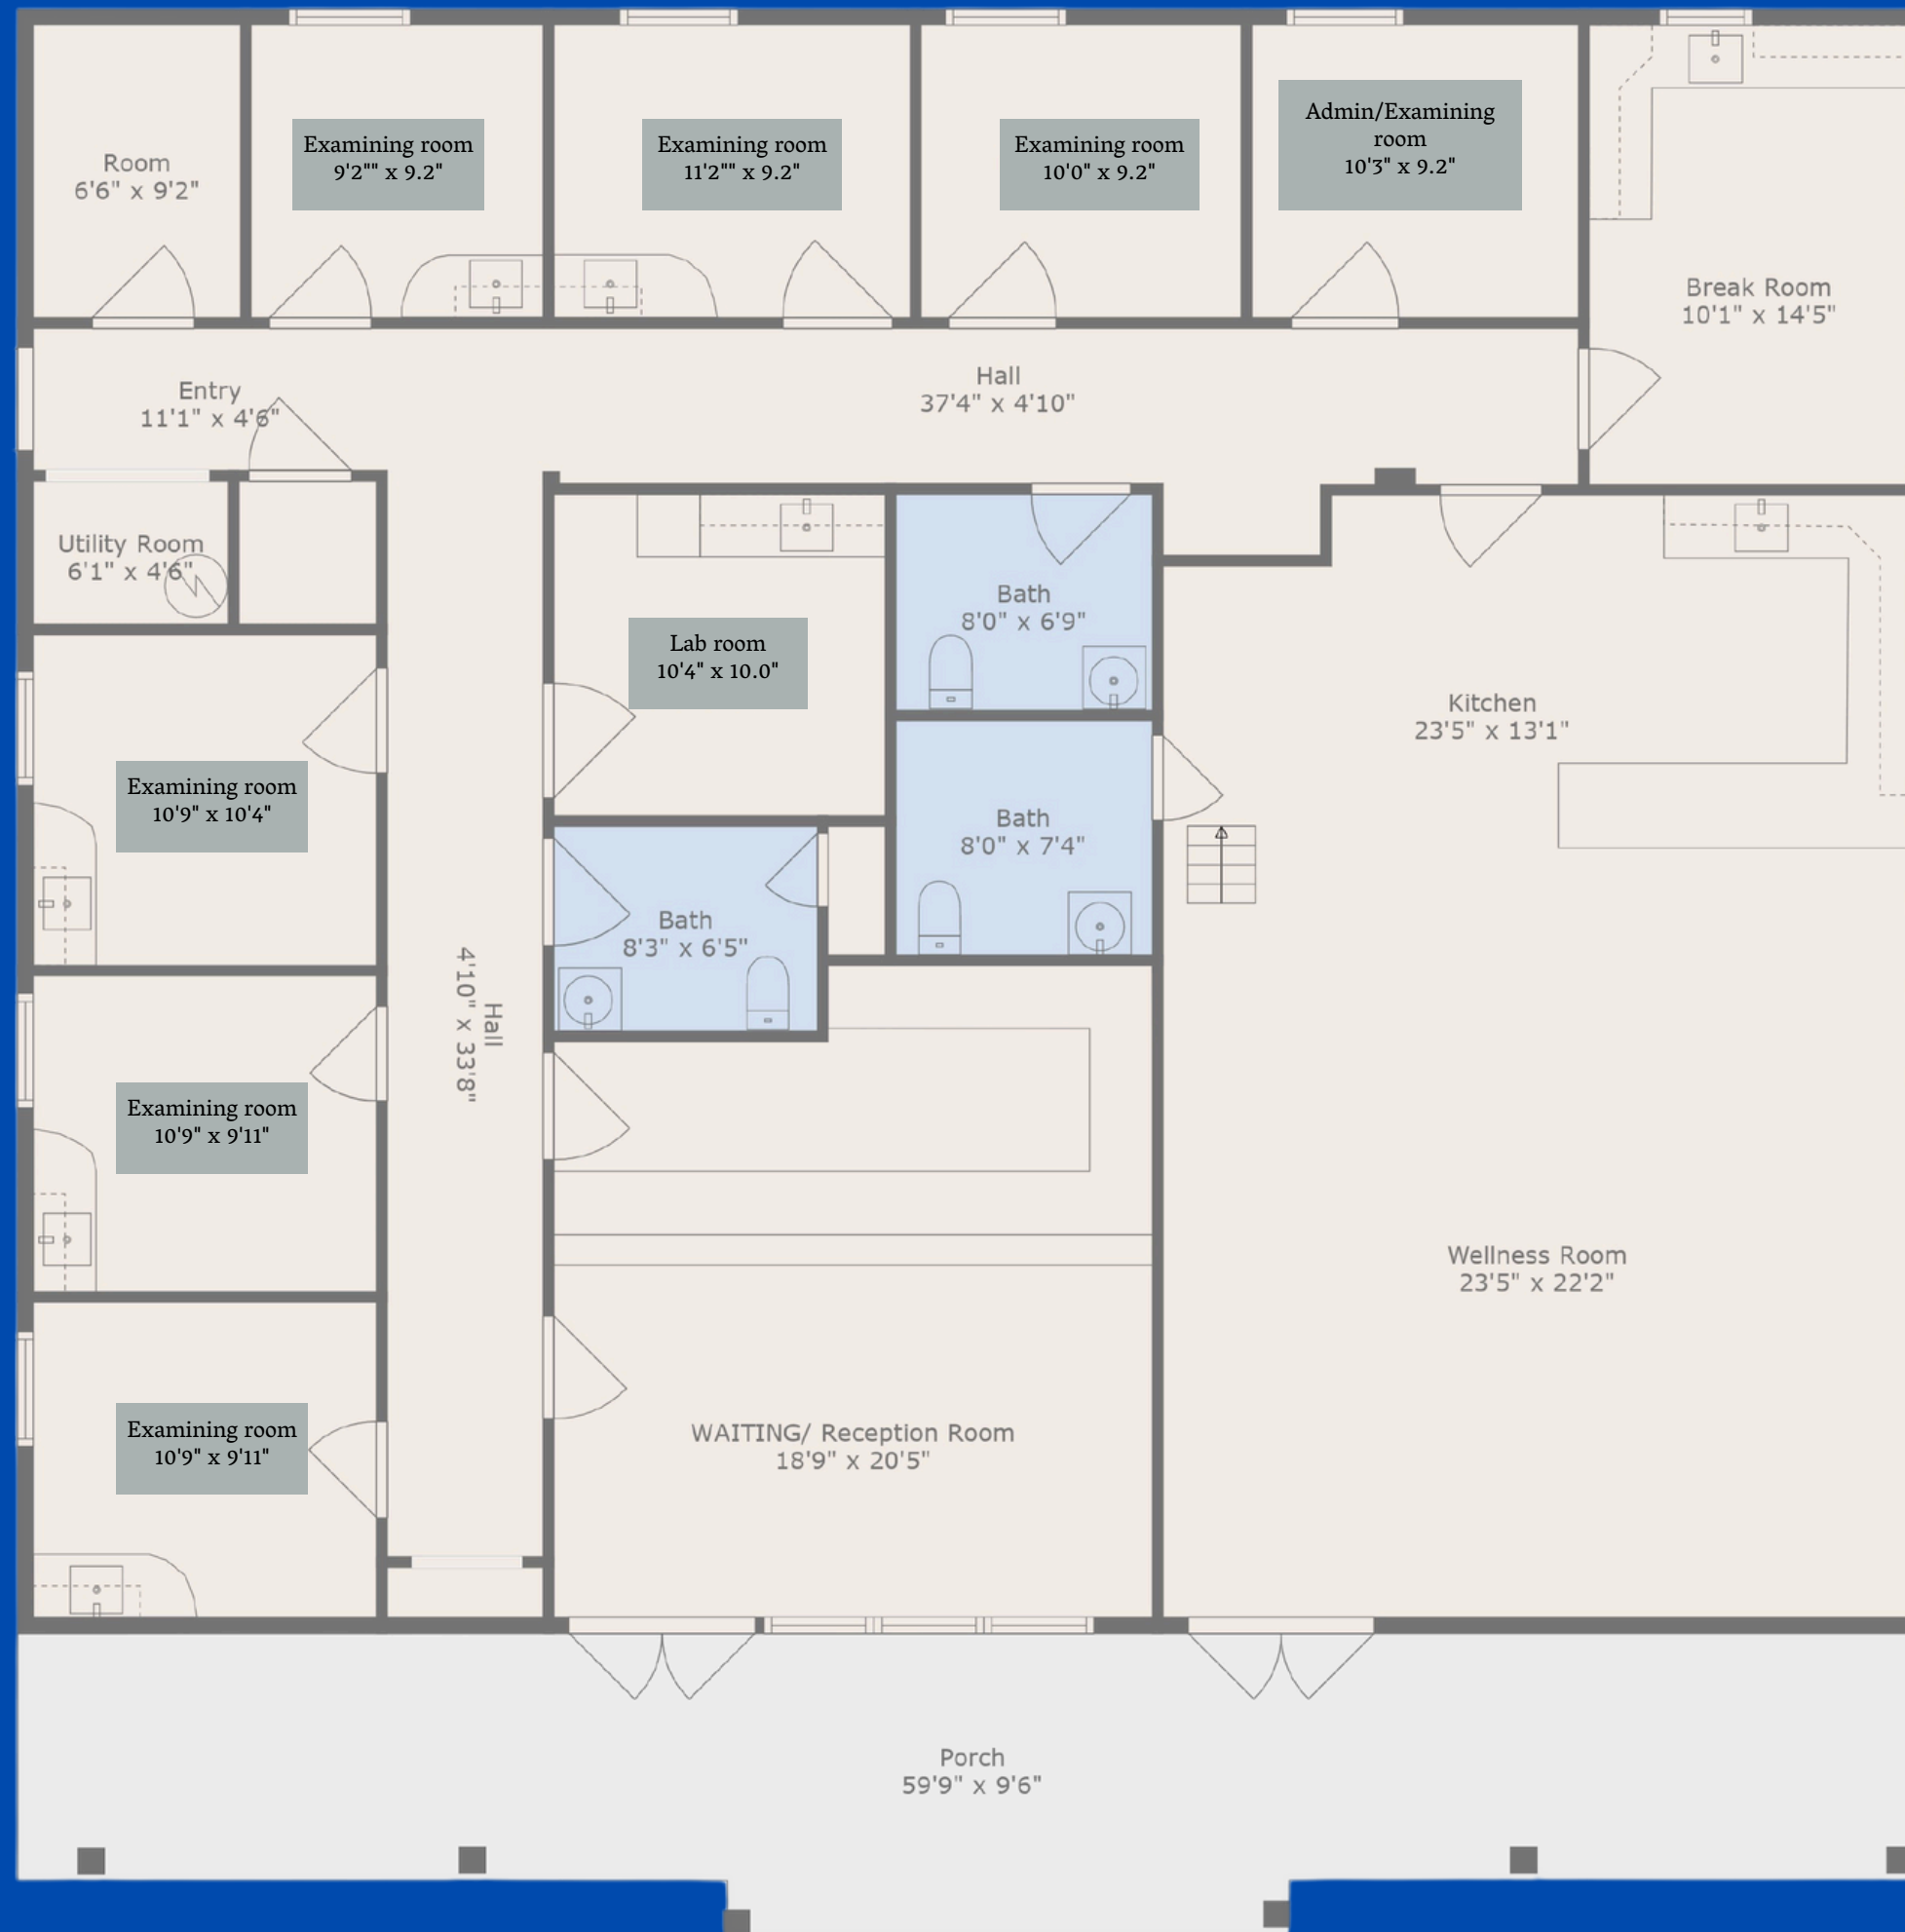 Room
6'6" x 9'2"
Examining room
9'2"" x 9.2"
Examining room
11'2"" x 9.2"
Examining room
10'0" x 9.2"
Admin/Examining
room
10'3" x 9.2"
Break Room
10'1" x 14'5"
Entry
11'1" x 4'6"
Hall
37'4" x 4'10"
Utility Room
6'1" x 4'6"
Lab room
10'4" x 10.0"
Bath
8'0" x 6'9"
Kitchen
23'5" x 13'1"
Examining room
10'9" x 10'4"
Bath
8'0" x 7'4"
Bath
8'3" x 6'5"
Hall
4'10" x 33'8"
Examining room
10'9" x 9'11"
Wellness Room
23'5" x 22'2"
Examining room
10'9" x 9'11"
WAITING/ Reception Room
18'9" x 20'5"
Porch
59'9" x 9'6"